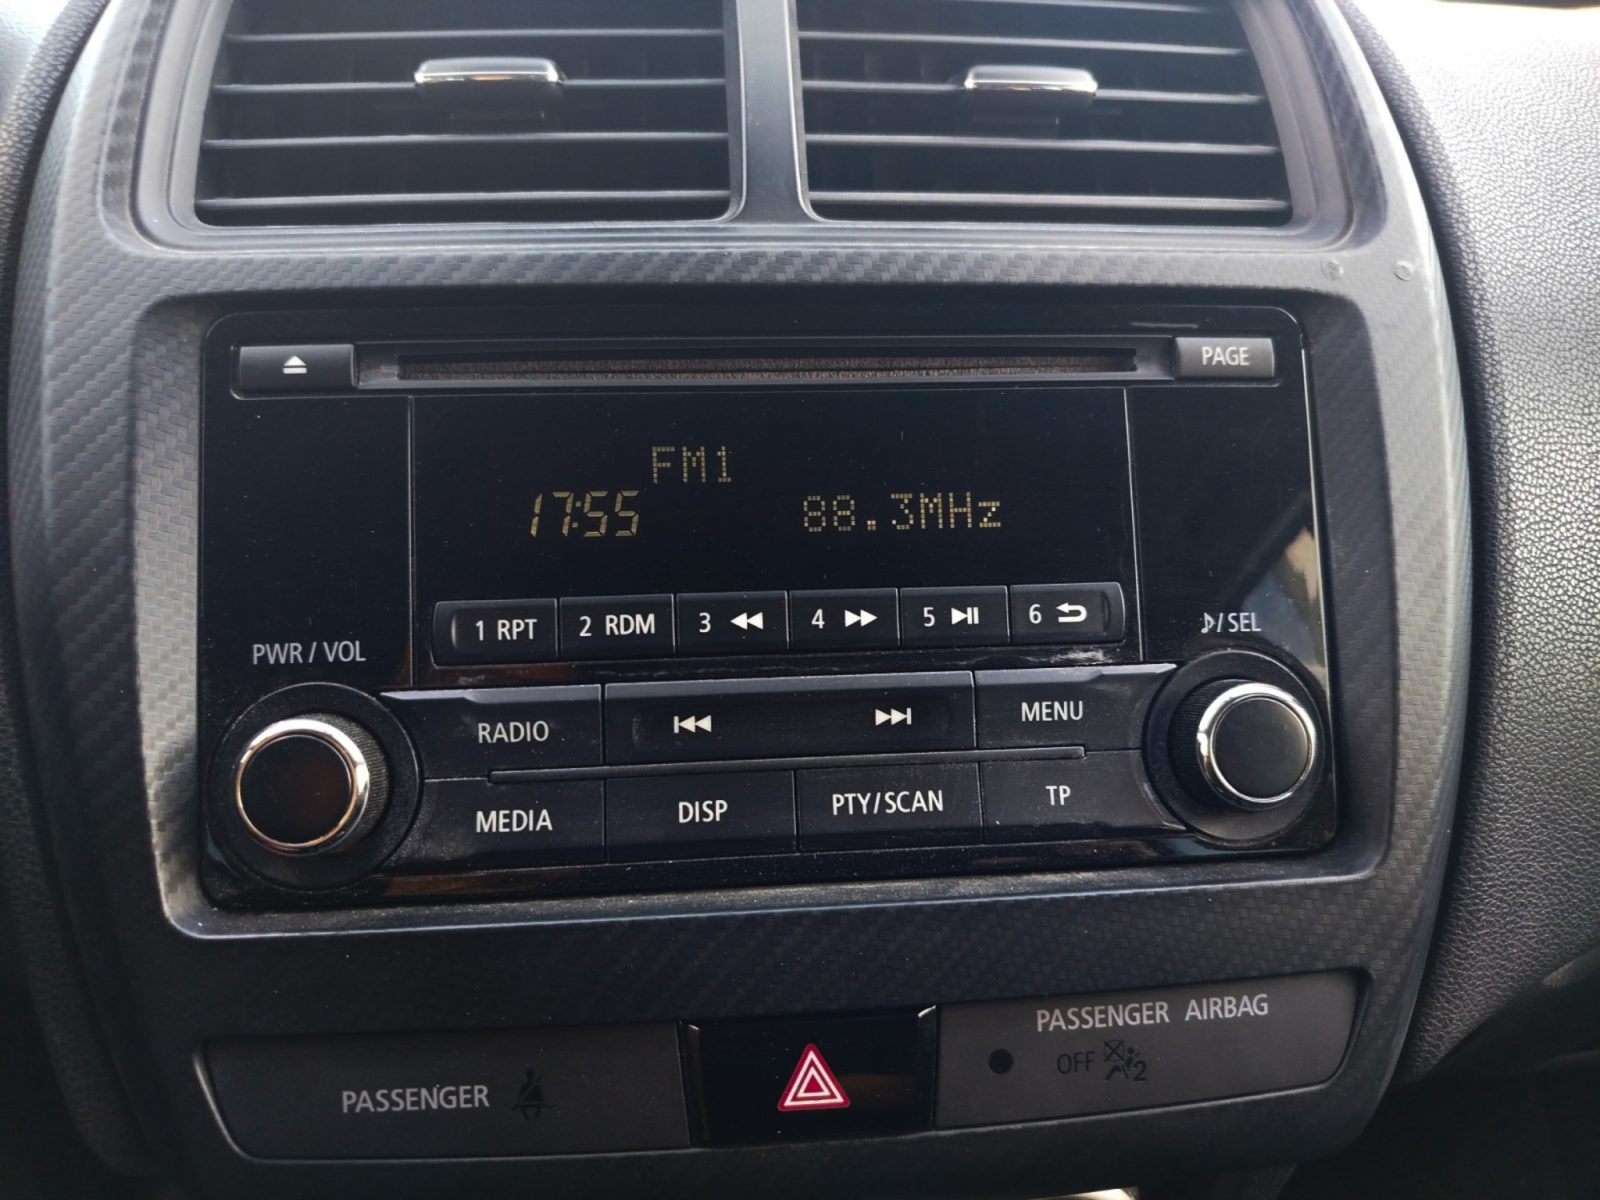 PAGE
FM1
17:55 88.3MHz
1 RPT 2 RDM 3 4 5 6
PWR / VOL
/ SEL
RADIO MENU
MEDIA DISP PTY/SCAN TP
PASSENGER AIRBAG
OFF 2
PASSENGER